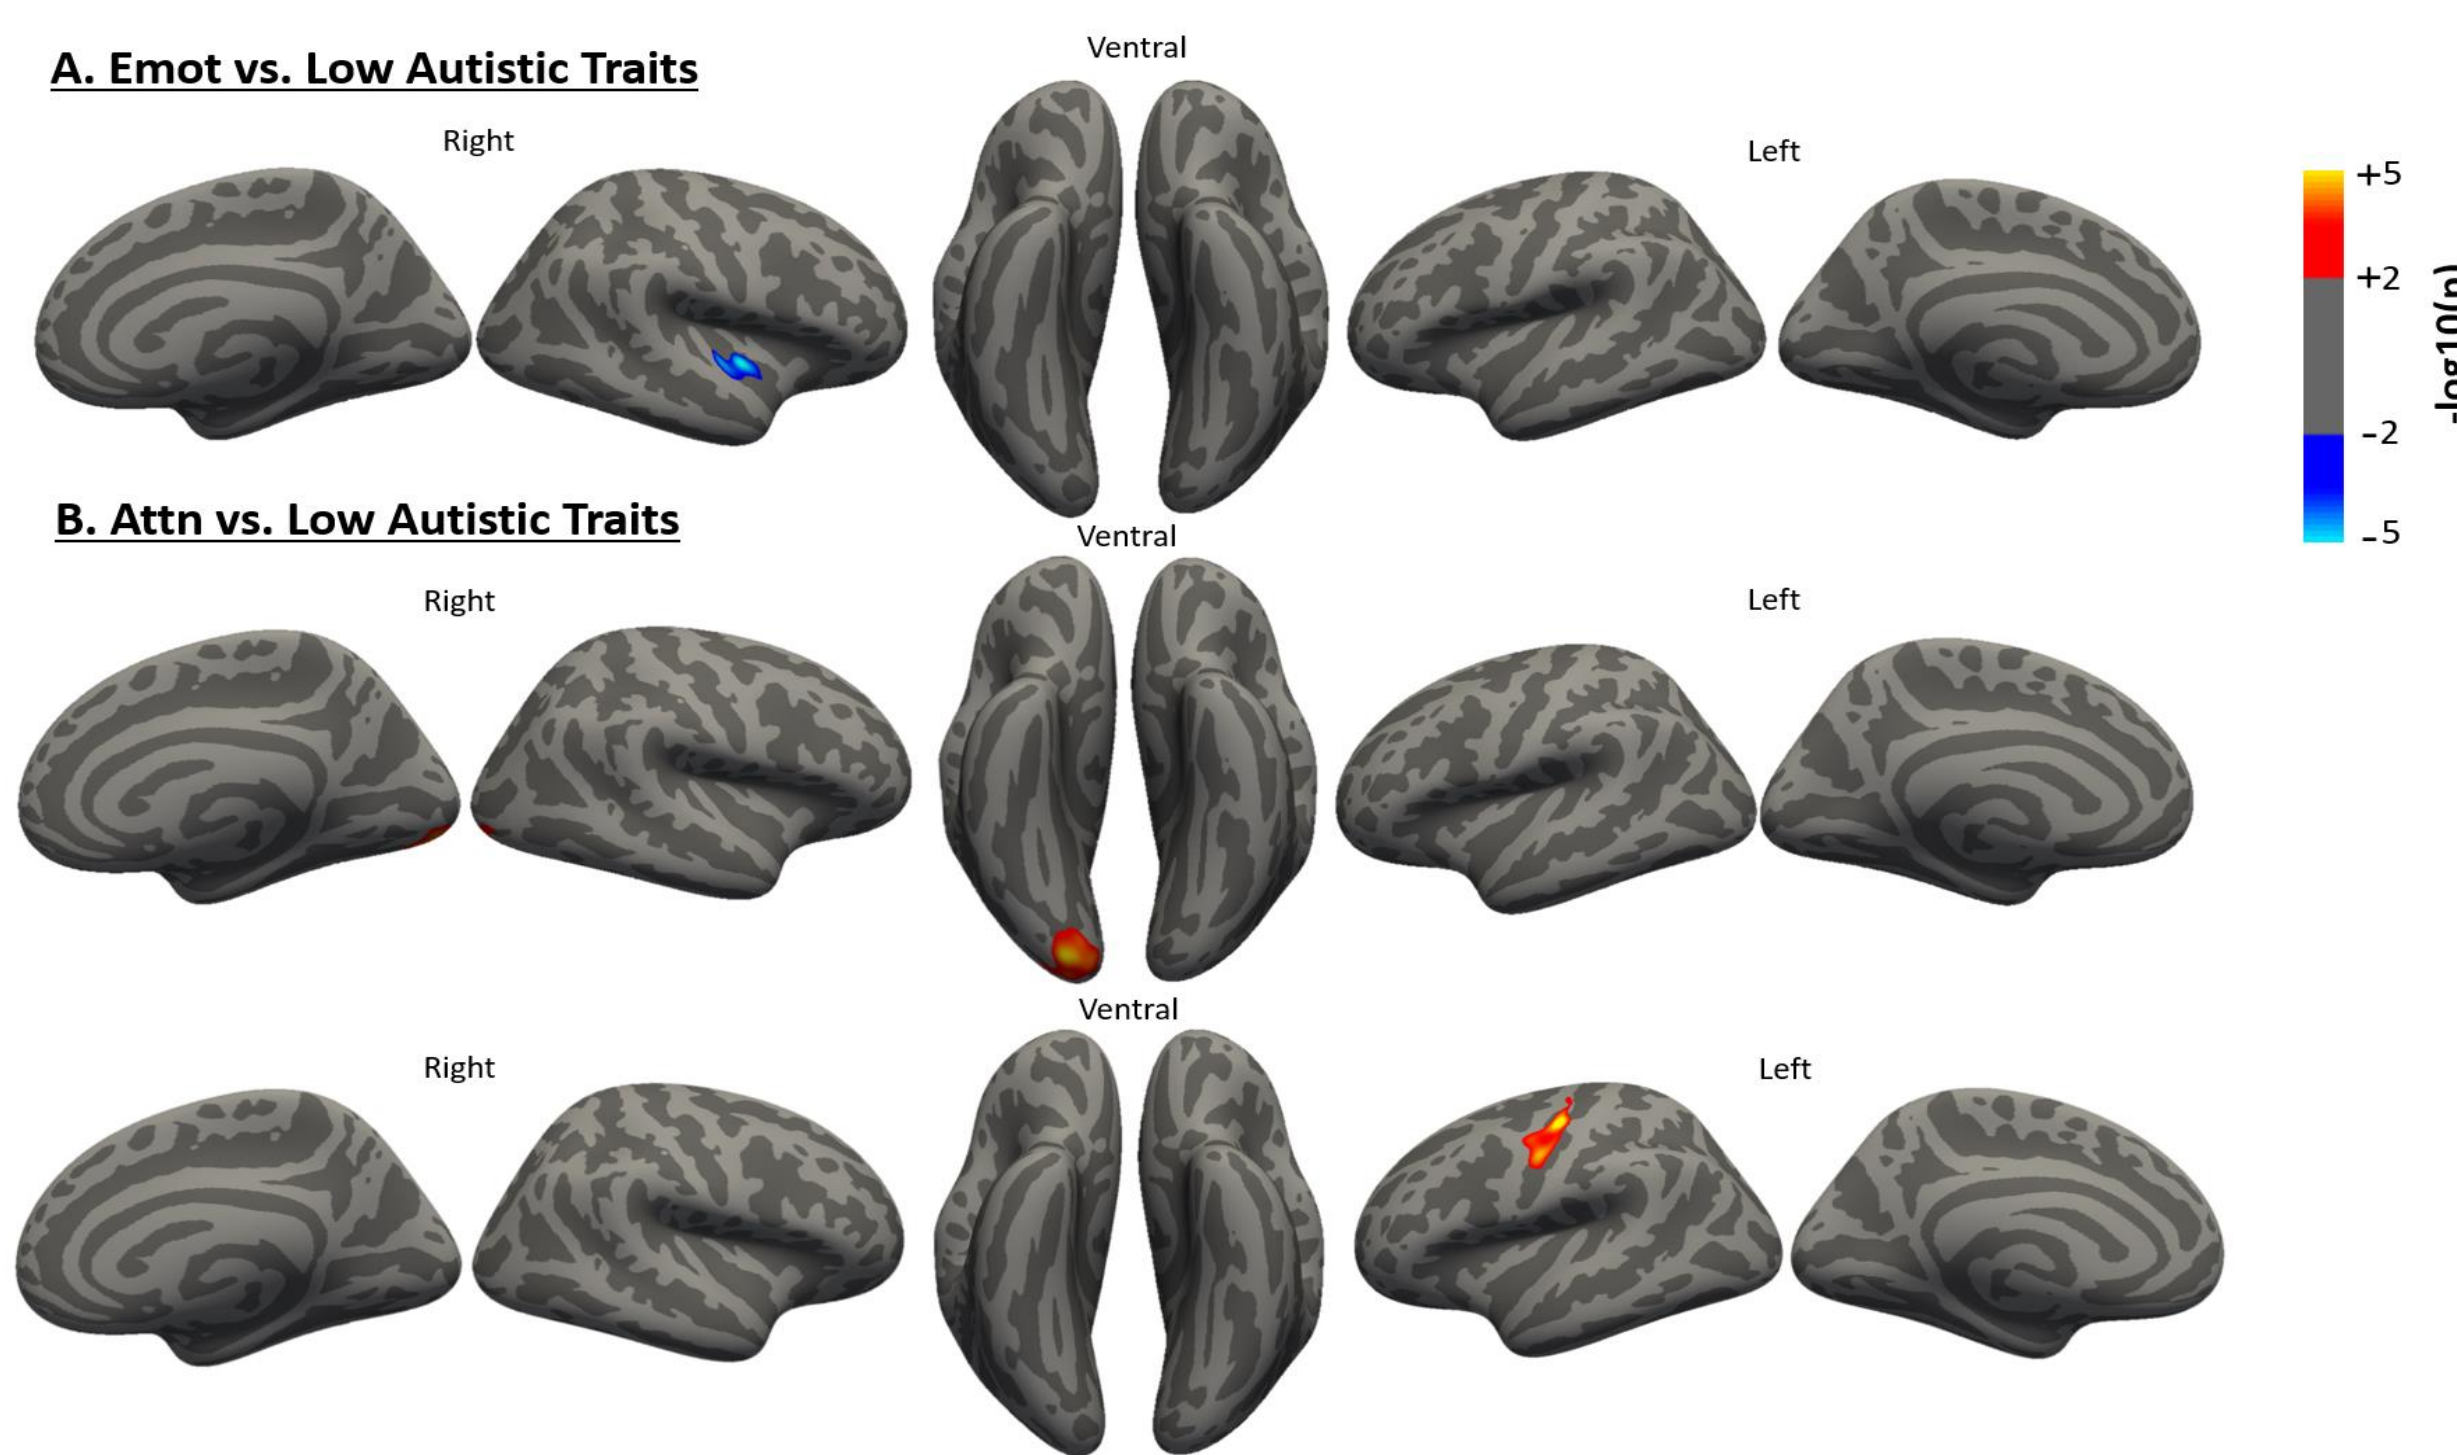 A. Emot vs. Low Autistic Traits
Ventral
Right
Left
+5
+2
-log10(p)
−2
−5
B. Attn vs. Low Autistic Traits
Ventral
Right
Left
Ventral
Right
Left